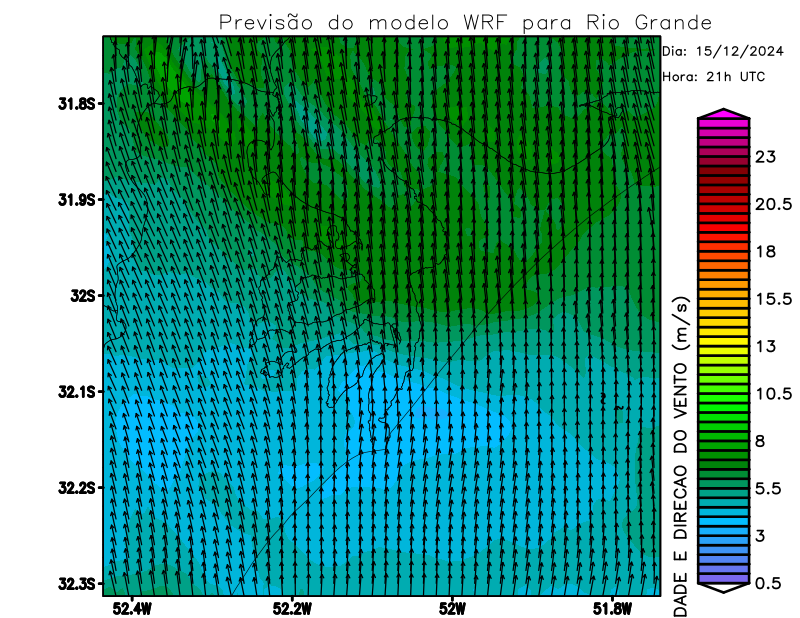 Previsão do modelo WRF para Rio Grande
Dia: 15/12/2024
Hora: 21h UTC
31.8S
31.9S
32S
32.1S
32.2S
32.3S
52.4W
52.2W
52W
51.8W
DADE E DIRECAO DO VENTO (m/s)
23
20.5
18
15.5
13
10.5
8
5.5
3
0.5